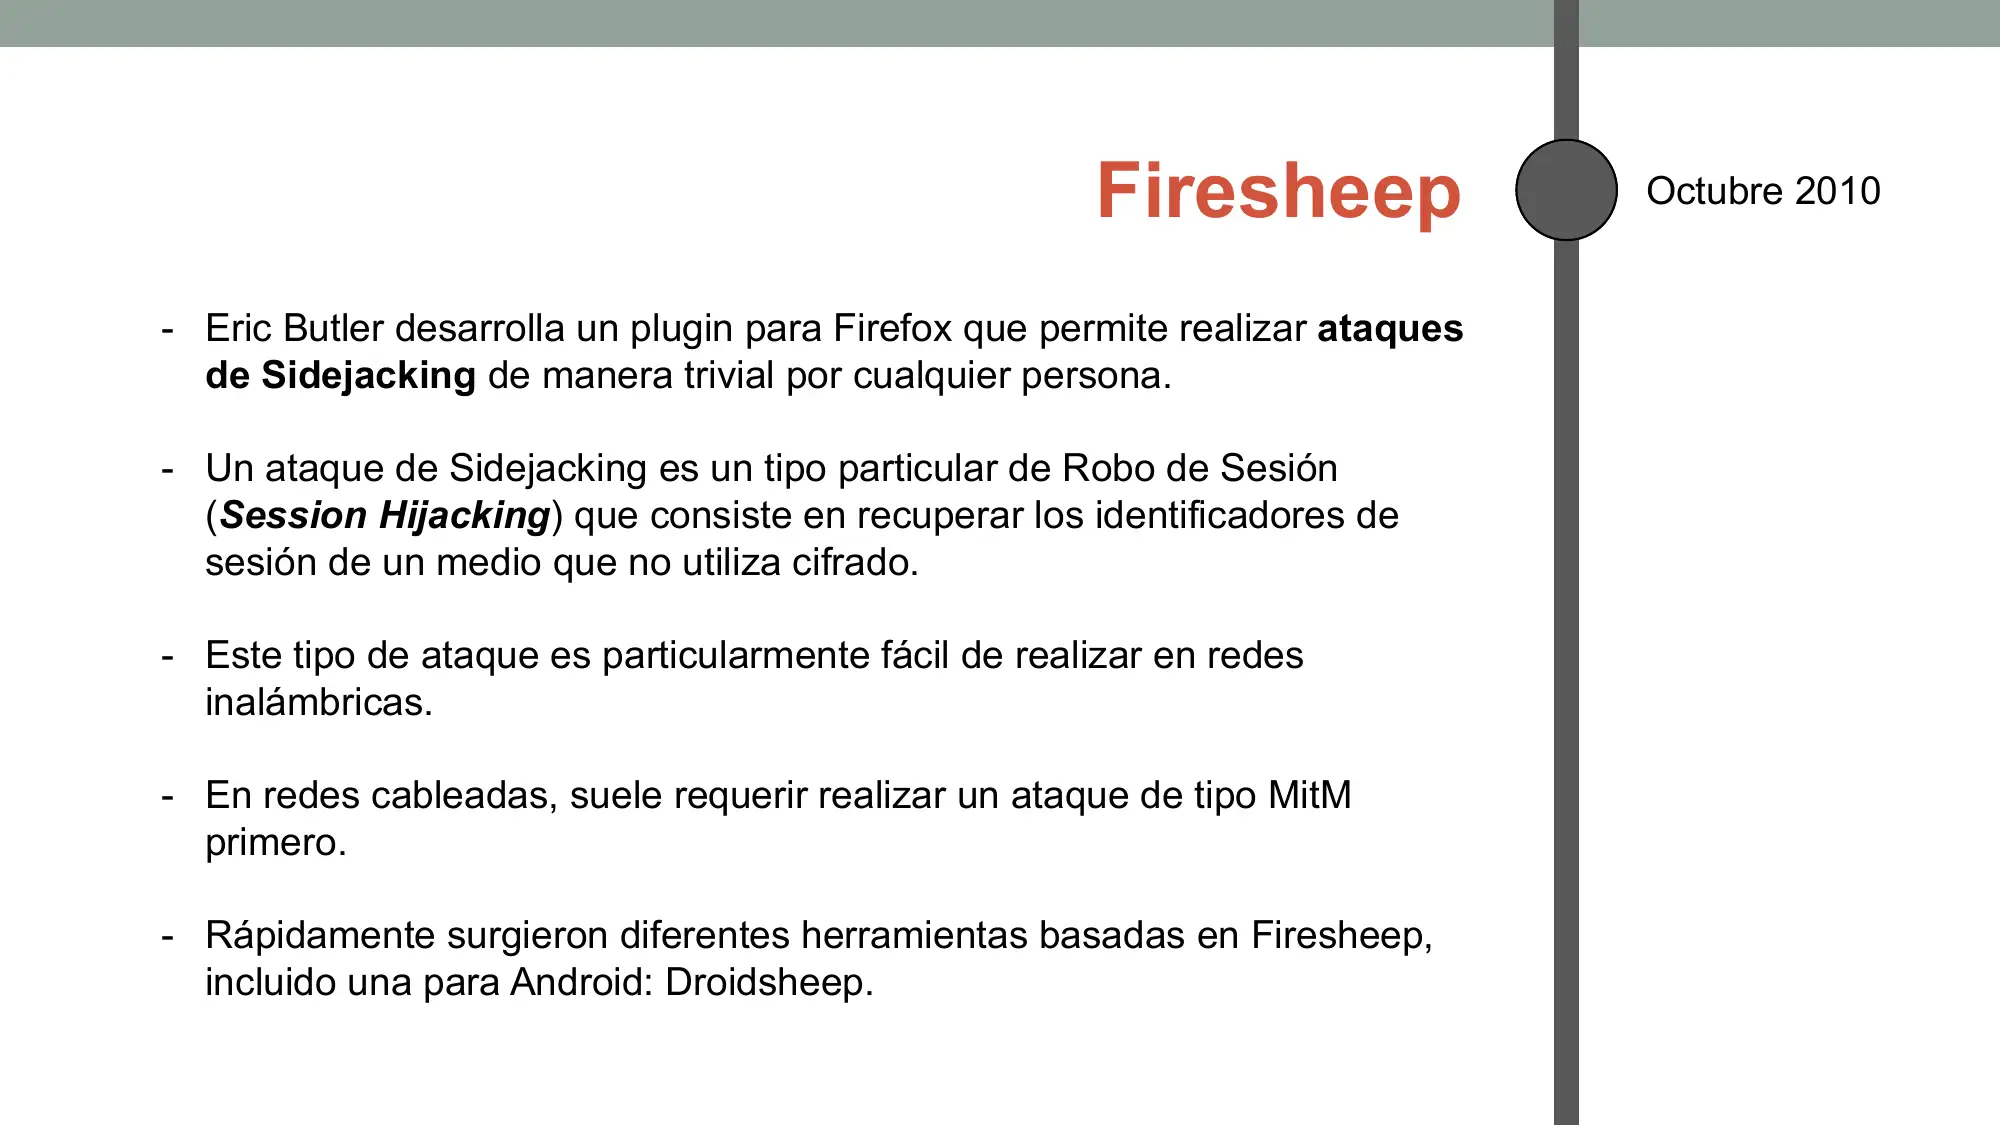 Firesheep
Octubre 2010
- Eric Butler desarrolla un plugin para Firefox que permite realizar ataques
de Sidejacking de manera trivial por cualquier persona.
- Un ataque de Sidejacking es un tipo particular de Robo de Sesión
(Session Hijacking) que consiste en recuperar los identificadores de
sesión de un medio que no utiliza cifrado.
- Este tipo de ataque es particularmente fácil de realizar en redes
inalámbricas.
- En redes cableadas, suele requerir realizar un ataque de tipo MitM
primero.
- Rápidamente surgieron diferentes herramientas basadas en Firesheep,
incluido una para Android: Droidsheep.